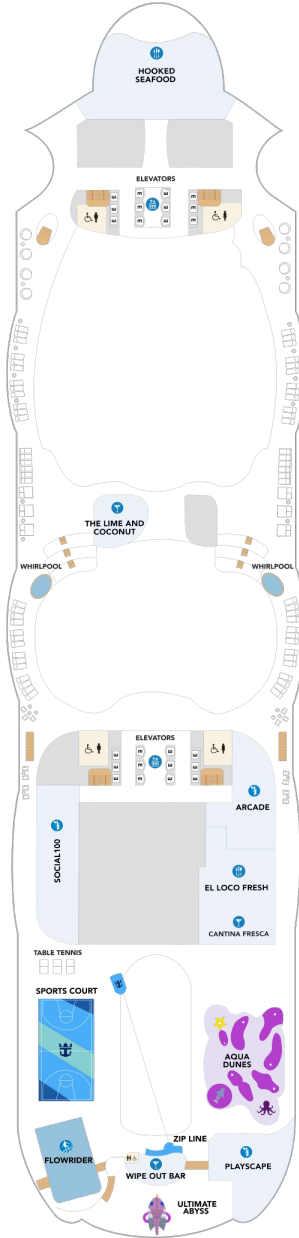 HOOKED
SEAFOOD
ELEVATORS
THE LIME AND
COCONUT
WHIRLPOOL
WHIRLPOOL
ELEVATORS
ARCADE
SOCIAL100
EL LOCO FRESH
CANTINA FRESCA
TABLE TENNIS
SPORTS COURT
AQUA
DUNES
ZIP LINE
FLOWRIDER
WIPE OUT BAR
PLAYSCAPE
ULTIMATE
ABYSS